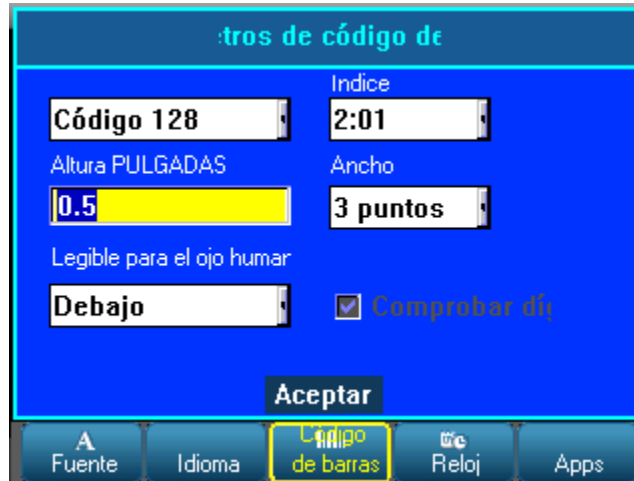 tros de código de
Indice
Código 128
2:01
Altura PULGADAS
Ancho
0.5
3 puntos
Legible para el ojo humar
Debajo
Comprobar díg
Aceptar
Fuente
Idioma
Código
de barras
Reloj
Apps